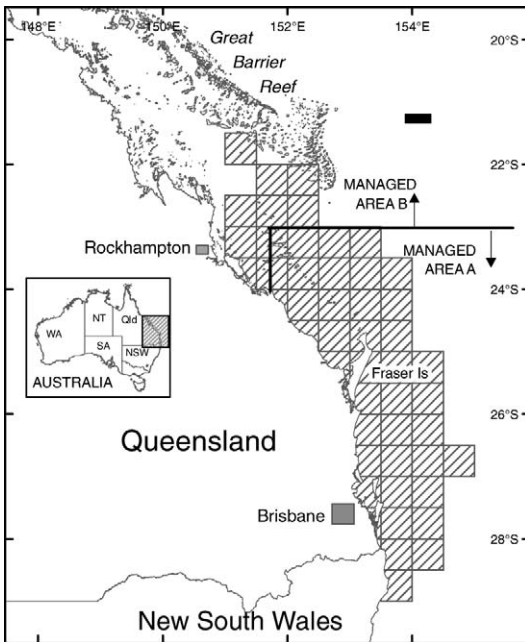 148°E
150°E
152°E
154°E
20°S
Great
Barrier
Reef
22°S
MANAGED
AREA B
Rockhampton
MANAGED
AREA A
24°S
NT
Qld
WA
SA
NSW
AUSTRALIA
Fraser Is
26°S
Queensland
Brisbane
28°S
New South Wales